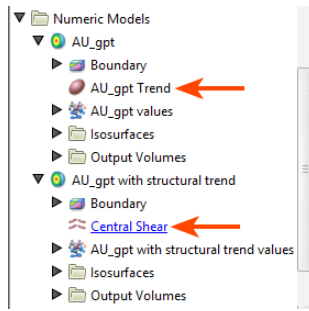 Numeric Models
AU_gpt
Boundary
AU_gpt Trend
AU_gpt values
Isosurfaces
Output Volumes
AU_gpt with structural trend
Boundary
Central Shear
AU_gpt with structural trend values
Isosurfaces
Output Volumes